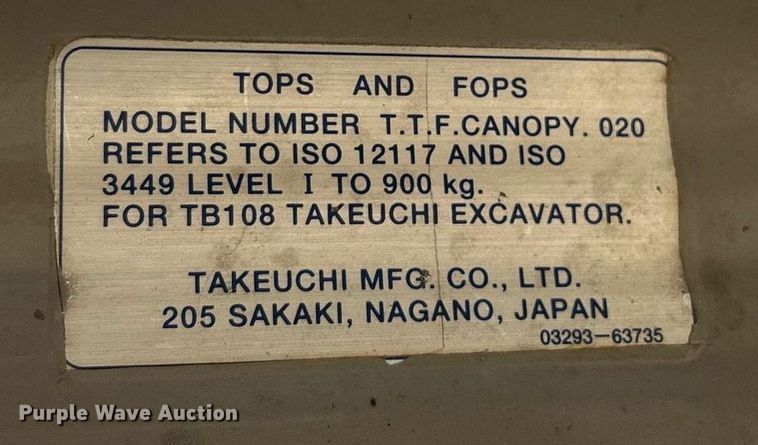 TOPS AND FOPS
MODEL NUMBER T.T.F.CANOPY. 020
REFERS TO ISO 12117 AND ISO
3449 LEVEL I TO 900 kg.
FOR TB108 TAKEUCHI EXCAVATOR.
TAKEUCHI MFG. CO., LTD.
205 SAKAKI, NAGANO, JAPAN
03293-63735
Purple Wave Auction